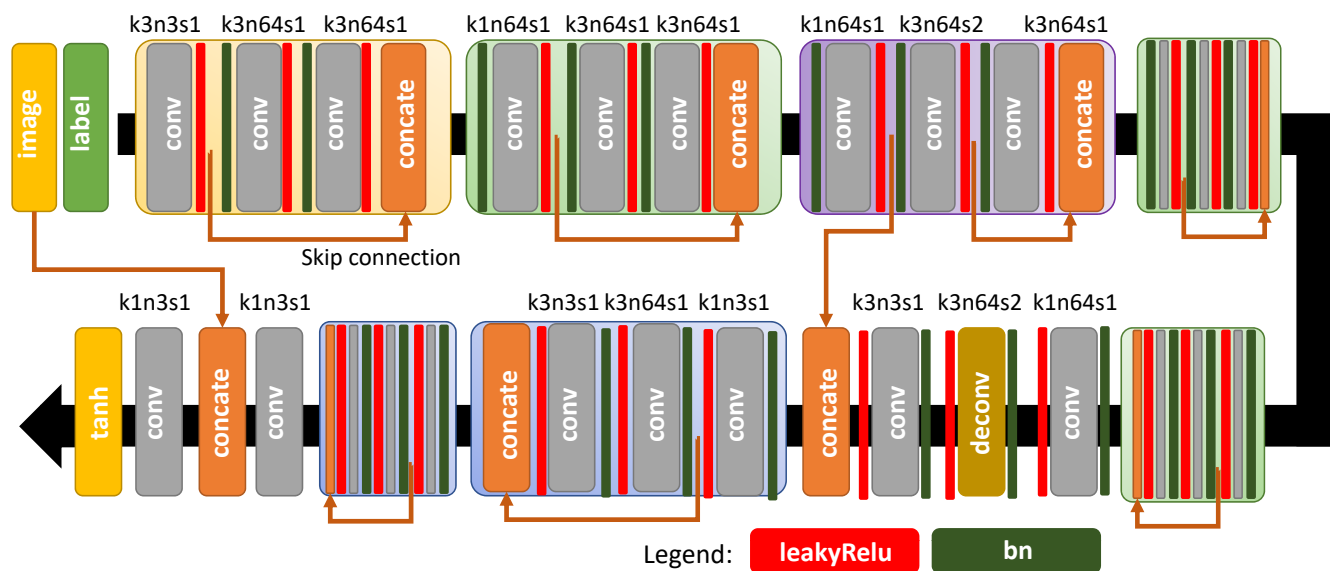 k3n3s1 k3n64s1 k3n64s1 k1n64s1 k3n64s1 k3n64s1 k1n64s1 k3n64s2 k3n64s1
image label conv conv conv concate conv conv conv concate conv conv conv concate
Skip connection
k1n3s1 k1n3s1 k3n3s1 k3n64s1 k1n3s1 k3n3s1 k3n64s2 k1n64s1
tanh conv concate conv concate conv conv conv concate conv deconv conv
Legend: leakyRelu bn